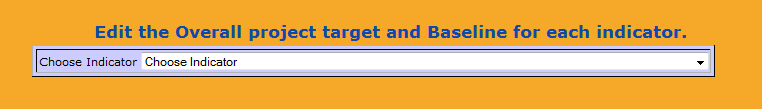 Edit the Overall project target and Baseline for each indicator.
Choose Indicator Choose Indicator